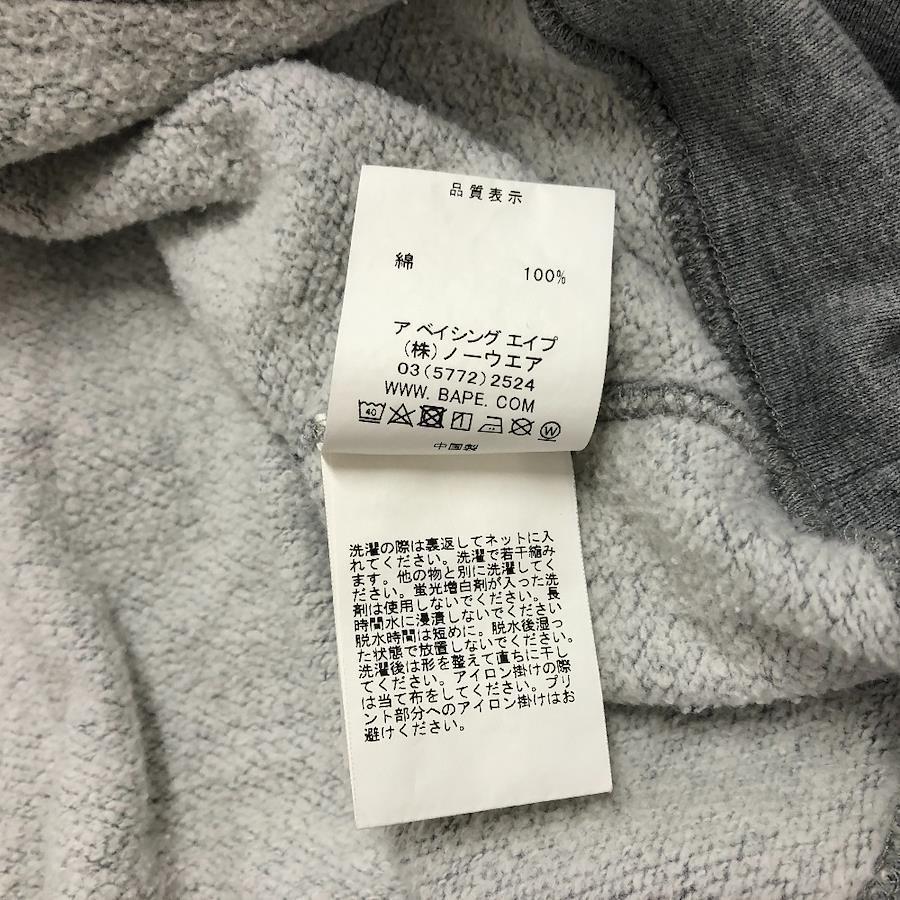 品質表示
綿 100%
ア ベイシング エイプ
(株)ノーウエア
03(5772)2524
WWW.BAPE.COM
40 W
中国製
洗濯の際は裏返してネットに入
れてください。洗濯で若干縮み
ます。他の物と別に洗濯してく
ださい。蛍光増白剤が入った洗
剤は使用しないでください。長
時間水に浸漬しないでください
脱水時間は短めに。脱水後湿っ
た状態で放置しないでください。
洗濯後は形を整えて直ちに干し
てください。アイロン掛けの際
は当て布をしてください。プリ
ント部分へのアイロン掛けはお
避けください。